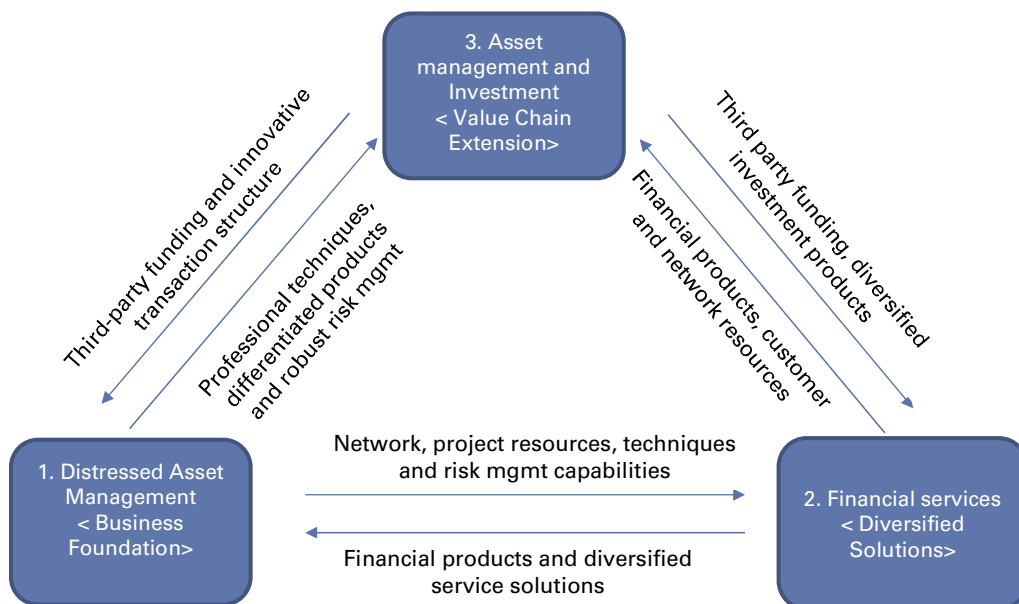 3. Asset
management and
Investment
< Value Chain
Extension>
Third-party funding and innovative
transaction structure
Professional techniques,
differentiated products
and robust risk mgmt
Third party funding, diversified
investment products
Financial products, customer
and network resources
1. Distressed Asset
Management
< Business
Foundation>
Network, project resources, techniques
and risk mgmt capabilities
Financial products and diversified
service solutions
2. Financial services
< Diversified
Solutions>